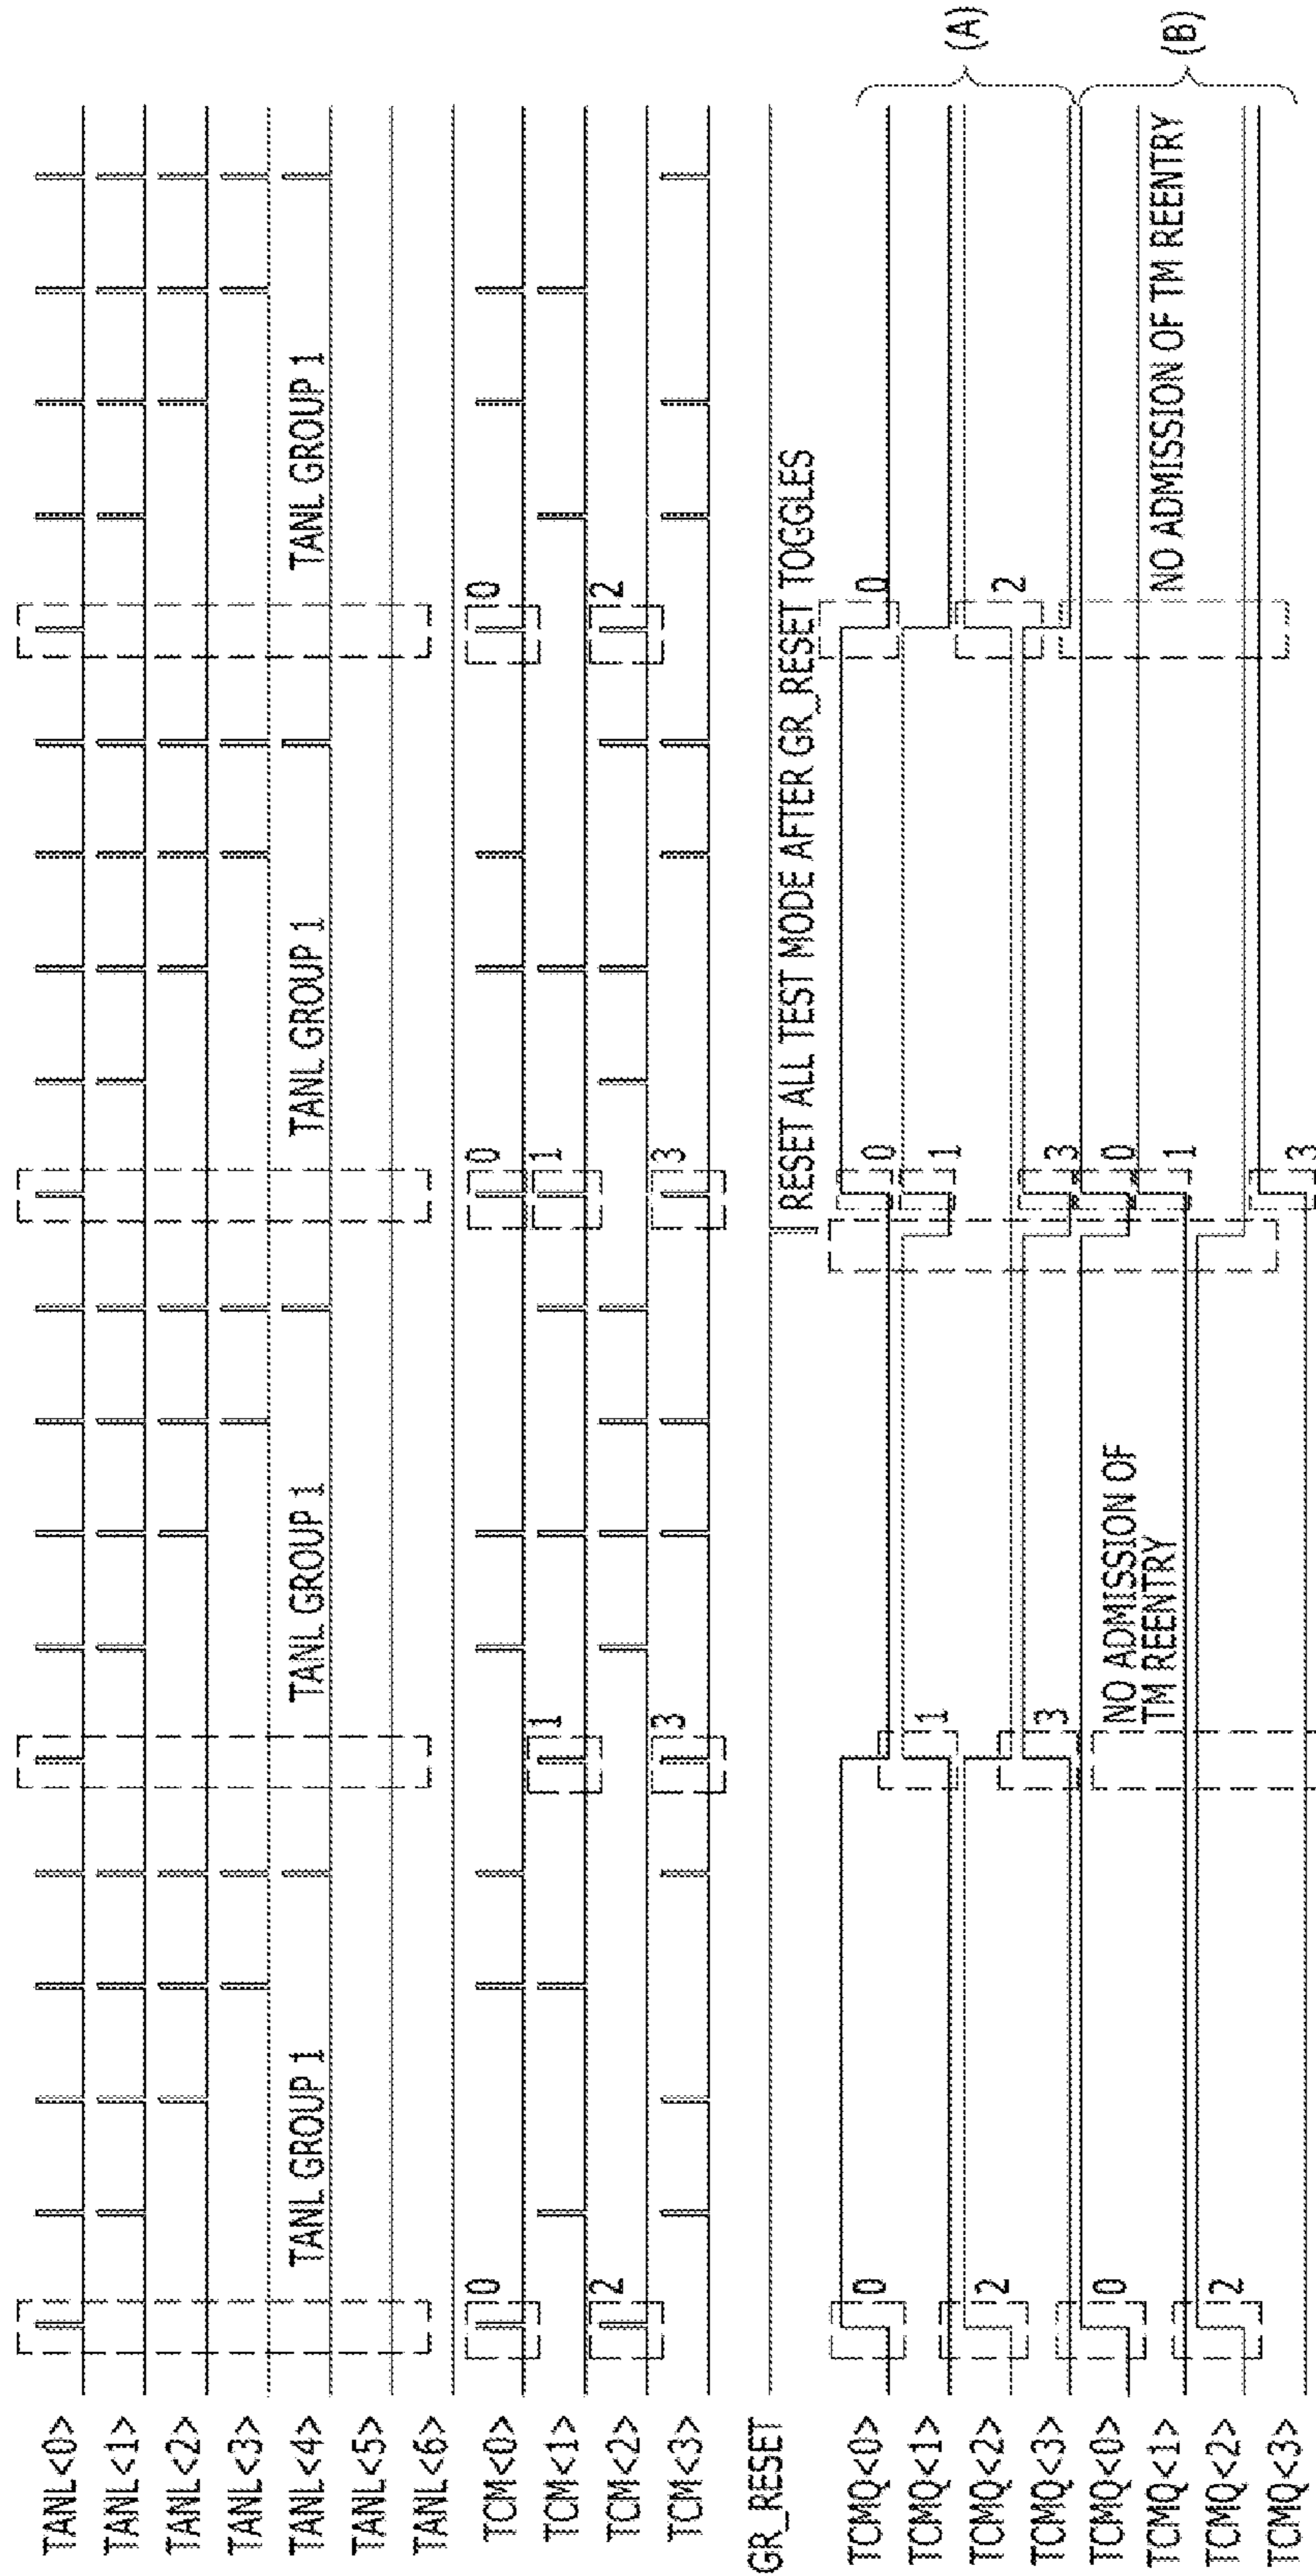 TANL<0>
TANL<1>
TANL<2>
TANL<3>
TANL<4>
TANL<5>
TANL<6>
TANL GROUP 1
TANL GROUP 1
TANL GROUP 1
TANL GROUP 1
TCM<0>
0
0
0
TCM<1>
1
1
TCM<2>
2
2
TCM<3>
3
3
GR_RESET
RESET ALL TEST MODE AFTER GR_RESET TOGGLES
TCMQ<0>
0
0
0
TCMQ<1>
1
1
TCMQ<2>
2
2
TCMQ<3>
3
3
(A)
TCMQ<0>
0
NO ADMISSION OF
TM REENTRY
0
TCMQ<1>
1
NO ADMISSION OF TM REENTRY
TCMQ<2>
2
TCMQ<3>
3
(B)